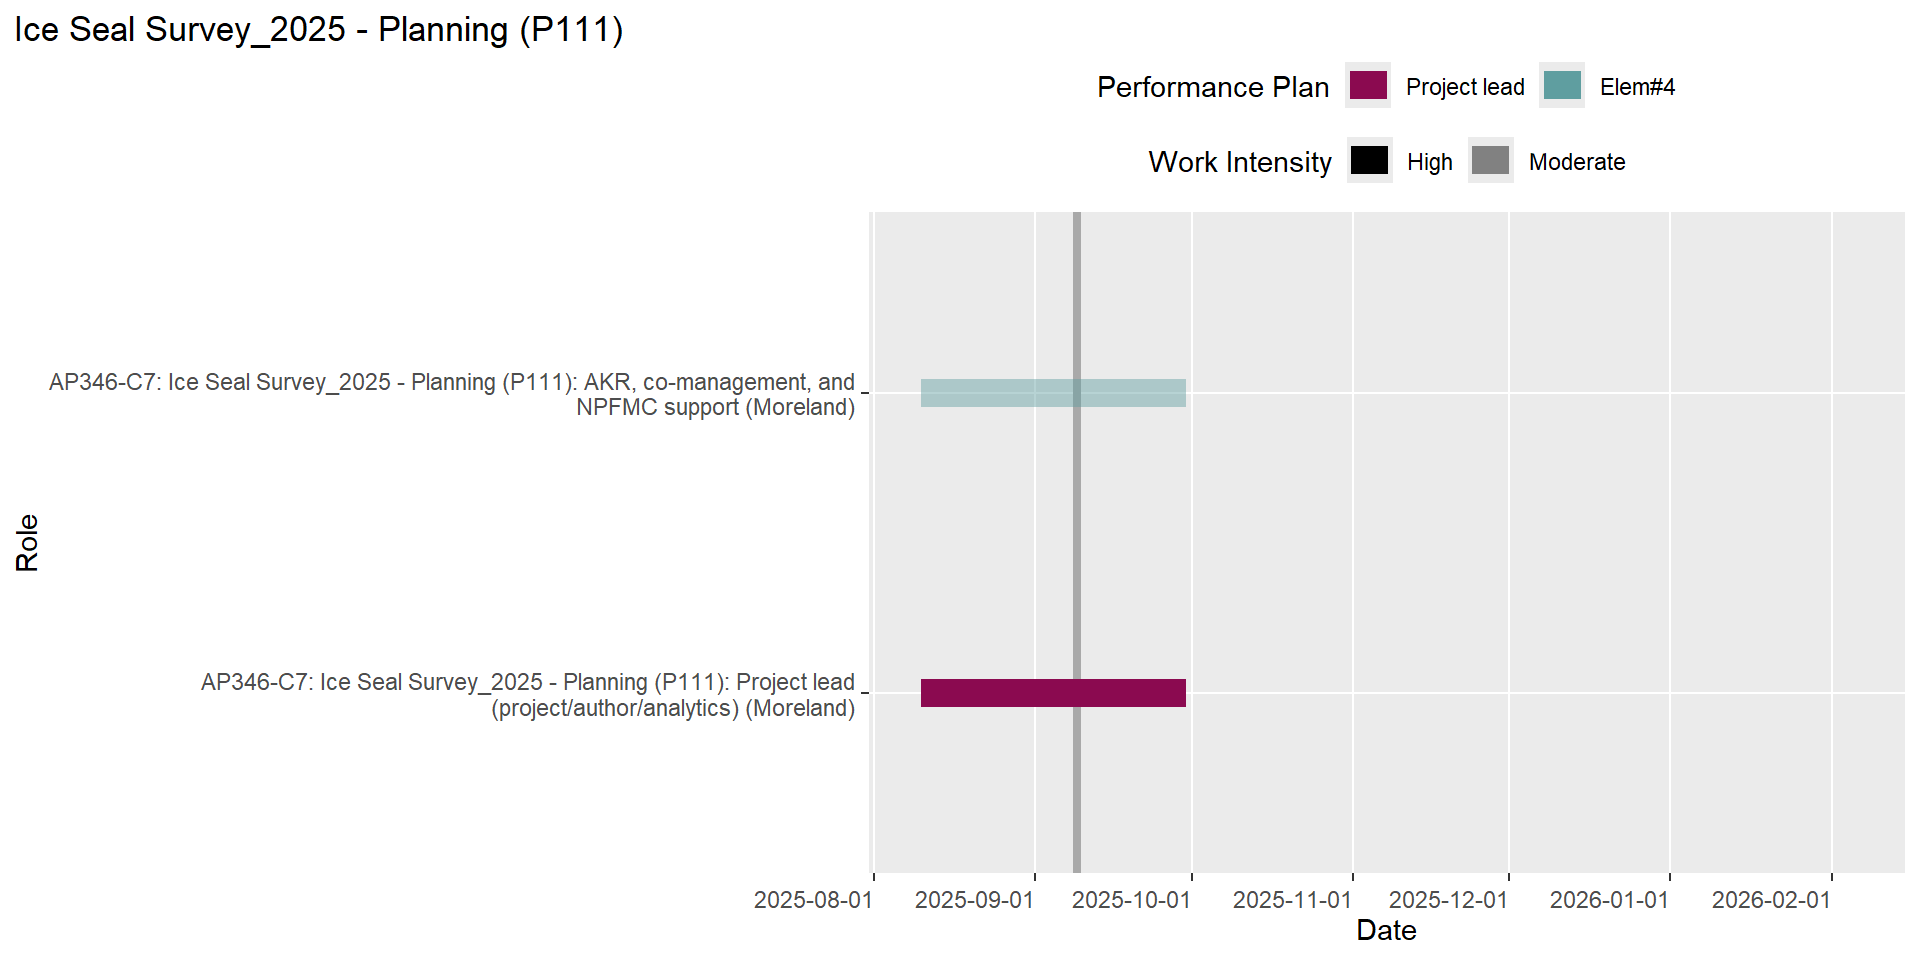 Ice Seal Survey_2025 - Planning (P111)
Performance Plan Project lead Elem#4
Work Intensity High Moderate
AP346-C7: Ice Seal Survey_2025 - Planning (P111): AKR, co-management, and
NPFMC support (Moreland)
Role
AP346-C7: Ice Seal Survey_2025 - Planning (P111): Project lead
(project/author/analytics) (Moreland)
2025-08-01 2025-09-01 2025-10-01 2025-11-01 2025-12-01 2026-01-01 2026-02-01
Date